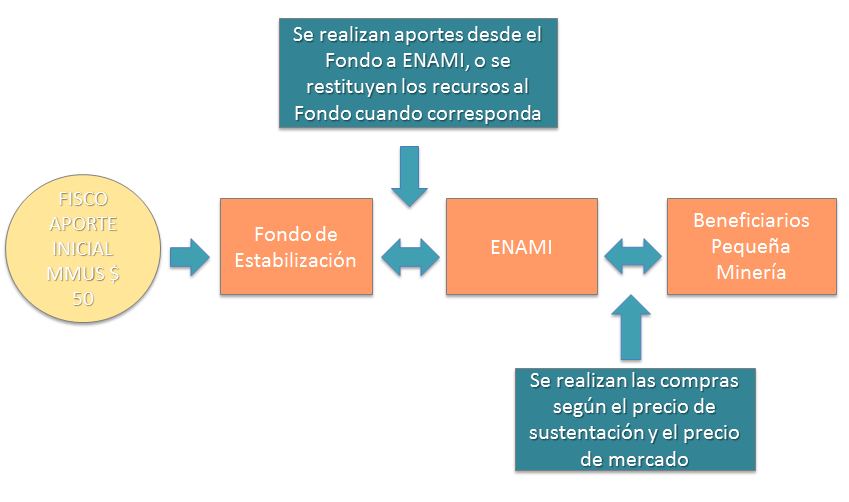 Se realizan aportes desde el
Fondo a ENAMI, o se
restituyen los recursos al
Fondo cuando corresponda
FISCO
APORTE
INICIAL
MMUS $
50
Fondo de
Estabilización
ENAMI
Beneficiarios
Pequeña
Minería
Se realizan las compras
según el precio de
sustentación y el precio
de mercado